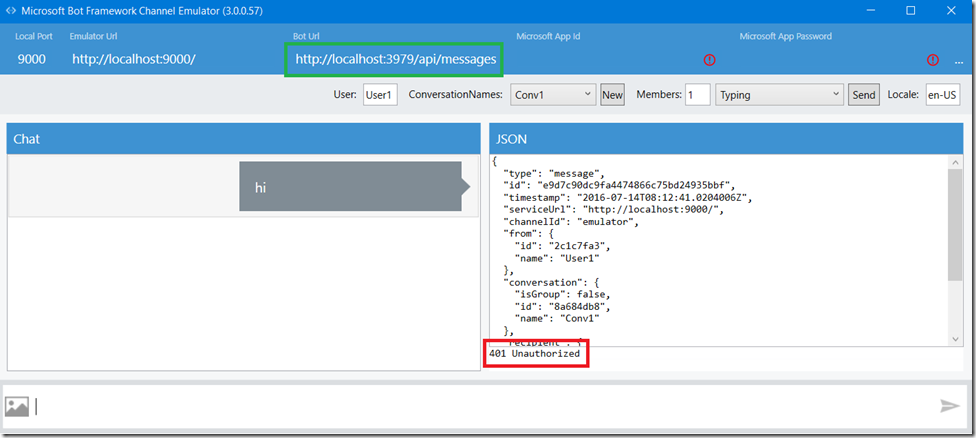 Microsoft Bot Framework Channel Emulator (3.0.0.57)
Local Port Emulator Url Bot Url Microsoft App Id Microsoft App Password
9000 http://localhost:9000/ http://localhost:3979/api/messages ...
User: User1 ConversationNames: Conv1 New Members: 1 Typing Send Locale: en-US
Chat
hi
JSON
{
"type": "message",
"id": "e9d7c90dc9fa4474866c75bd24935bbf",
"timestamp": "2016-07-14T08:12:41.0204006Z",
"serviceUrl": "http://localhost:9000/",
"channelId": "emulator",
"from": {
"id": "2c1c7fa3",
"name": "User1"
},
"conversation": {
"isGroup": false,
"id": "8a684db8",
"name": "Conv1"
},
"recipient": {
401 Unauthorized